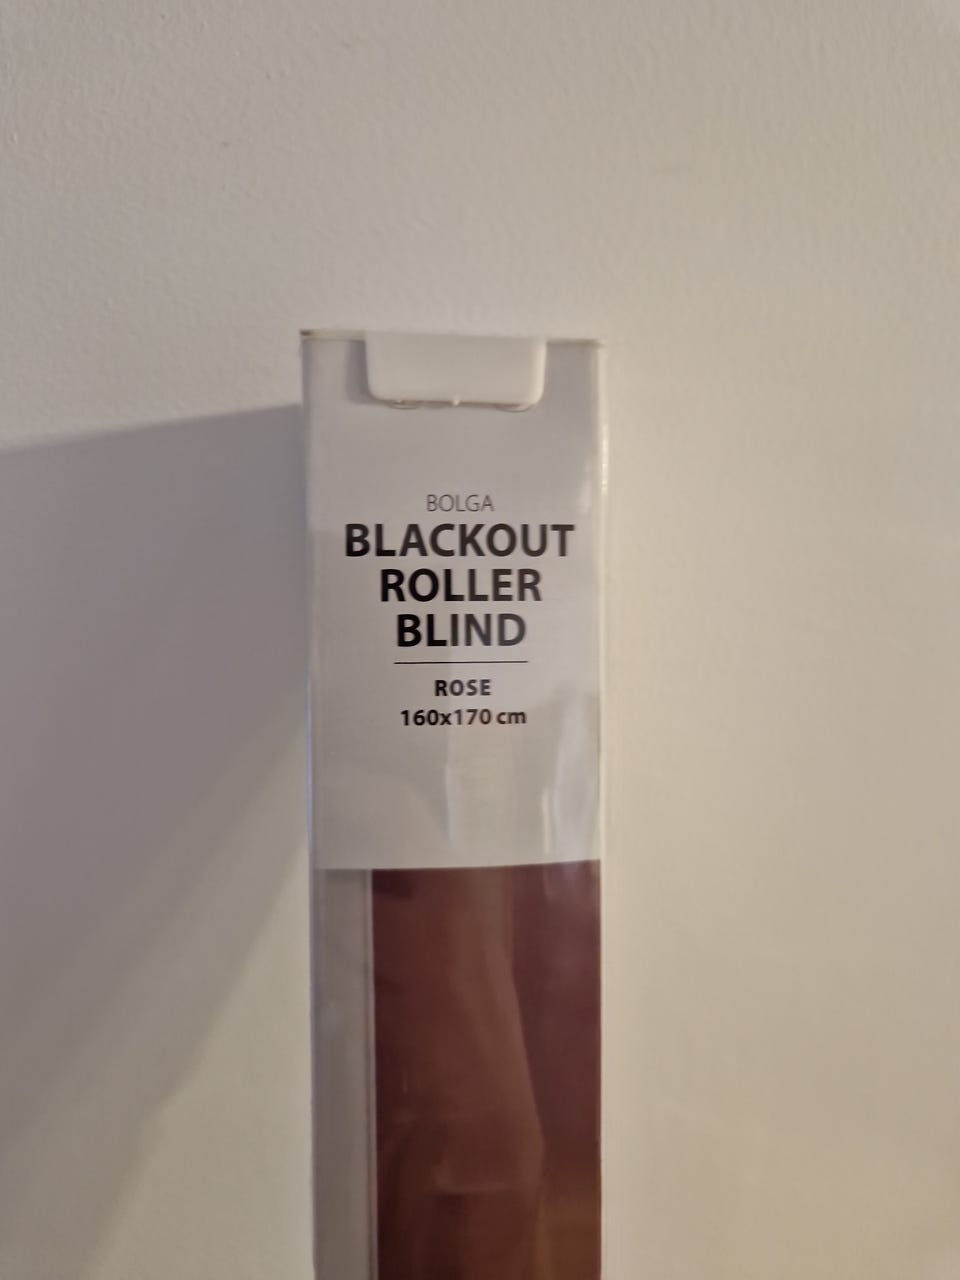 BOLGA
BLACKOUT
ROLLER
BLIND
ROSE
160x170 cm